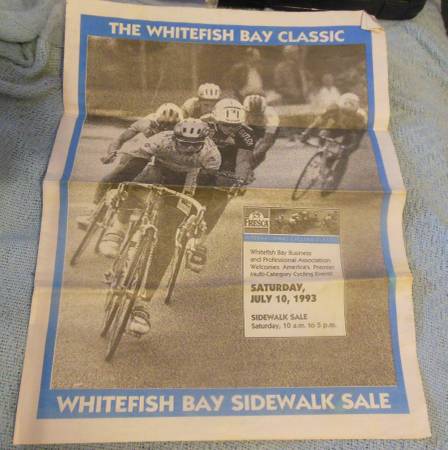 THE WHITEFISH BAY CLASSIC
FRESCA
Whitefish Bay Business
and Professional Association
Welcomes America's Premier
Multi-Category Cycling Event!
SATURDAY,
JULY 10, 1993
SIDEWALK SALE
Saturday, 10 a.m. to 5 p.m.
WHITEFISH BAY SIDEWALK SALE